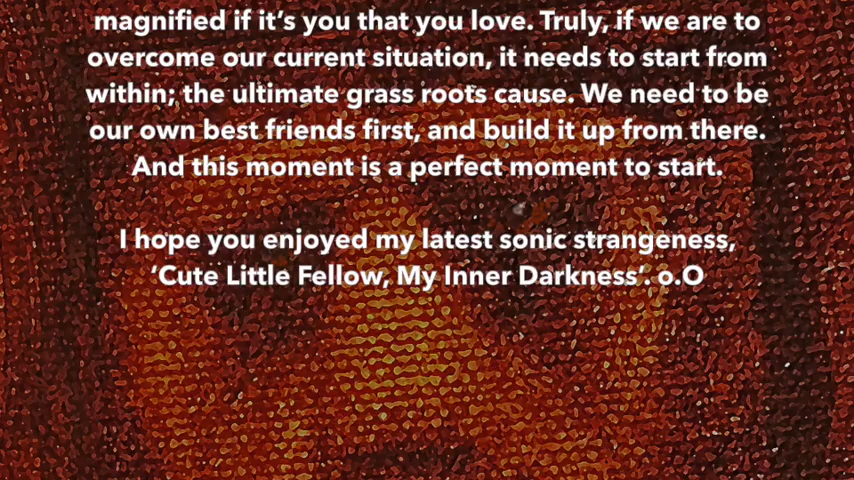 magnified if it’s you that you love. Truly, if we are to
overcome our current situation, it needs to start from
within; the ultimate grass roots cause. We need to be
our own best friends first, and build it up from there.
And this moment is a perfect moment to start.
I hope you enjoyed my latest sonic strangeness,
‘Cute Little Fellow, My Inner Darkness’. o.O